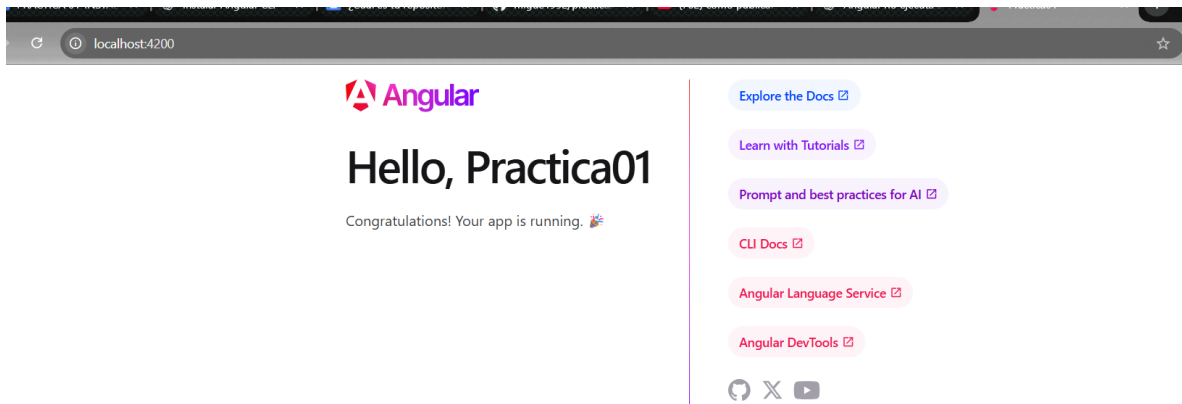 localhost:4200
Angular
Hello, Practica01
Congratulations! Your app is running. 🎉
Explore the Docs
Learn with Tutorials
Prompt and best practices for AI
CLI Docs
Angular Language Service
Angular DevTools